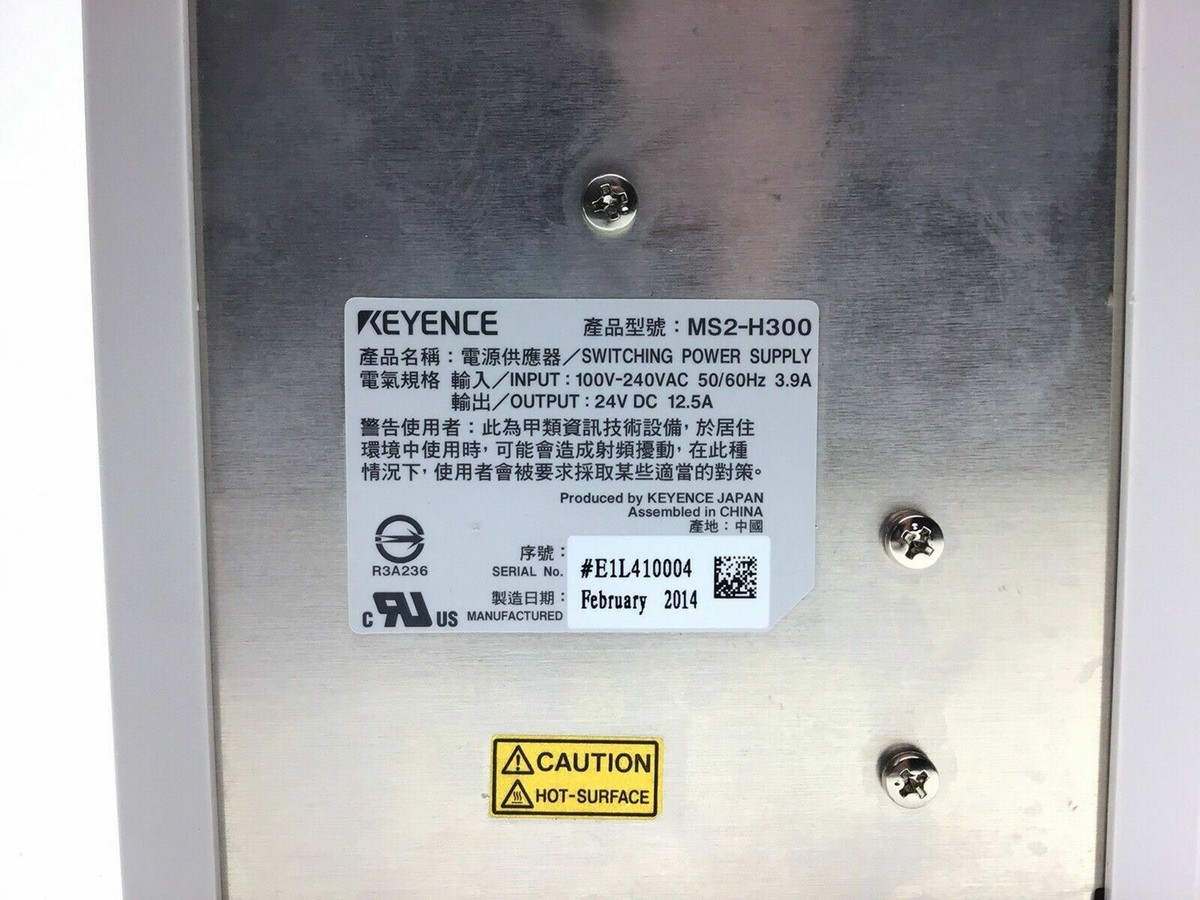 KEYENCE 產品型號：MS2-H300
產品名稱：電源供應器／SWITCHING POWER SUPPLY
電氣規格 輸入／INPUT：100V-240VAC 50/60Hz 3.9A
輸出／OUTPUT：24V DC 12.5A
警告使用者：此為甲類資訊技術設備，於居住
環境中使用時，可能會造成射頻擾動，在此種
情況下，使用者會被要求採取某些適當的對策。
Produced by KEYENCE JAPAN
Assembled in CHINA
產地：中國
R3A236
序號：
SERIAL No.
#E1L410004
製造日期：
MANUFACTURED
February 2014
C RU US
CAUTION
HOT-SURFACE